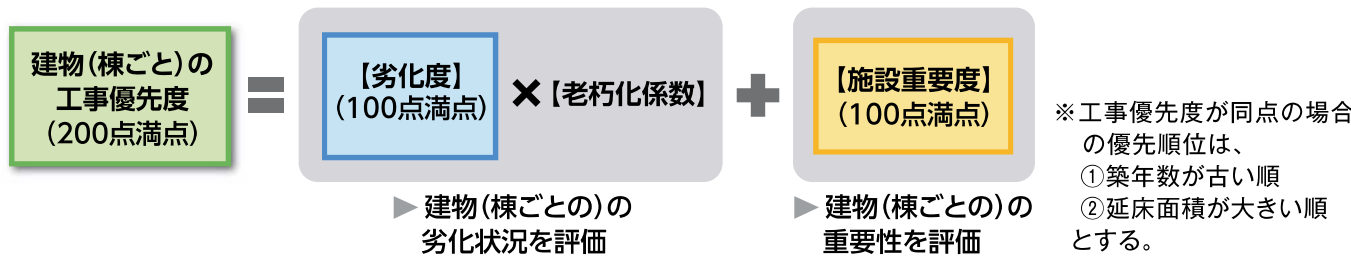 建物（棟ごと）の
工事優先度
（200点満点）
=
【劣化度】
（100点満点）
×【老朽化係数】
+
【施設重要度】
（100点満点）
▶建物（棟ごとの）の
劣化状況を評価
▶建物（棟ごとの）の
重要性を評価
※工事優先度が同点の場合
の優先順位は、
①築年数が古い順
②延床面積が大きい順
とする。